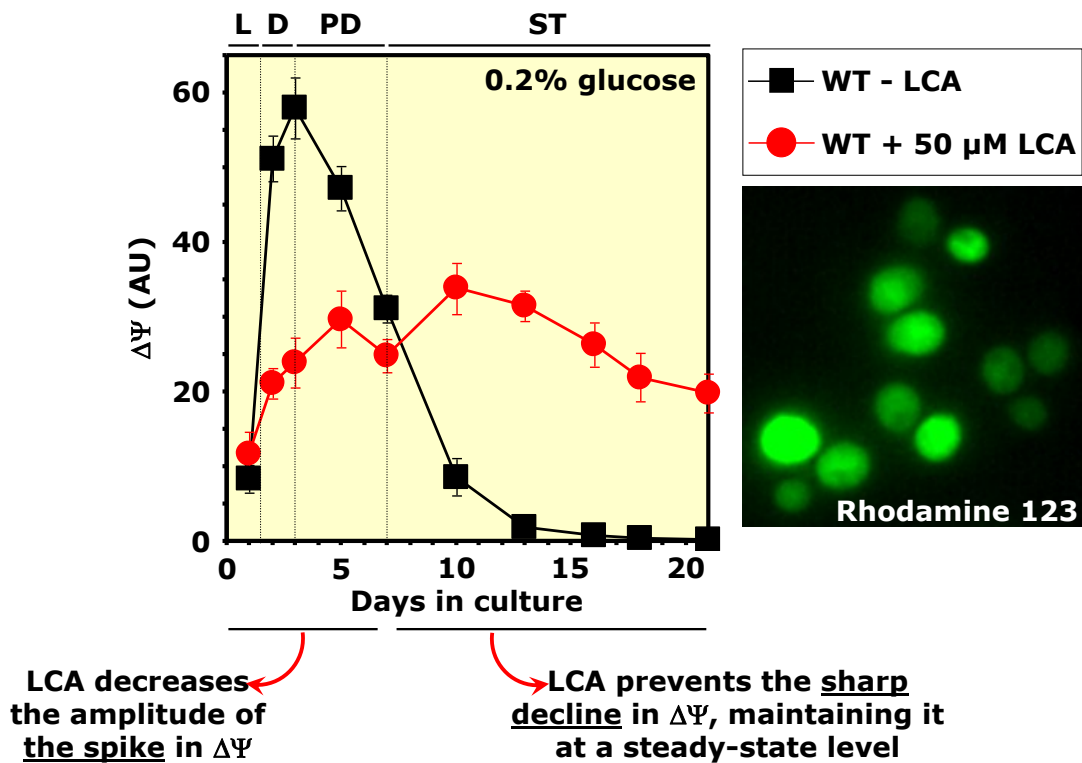 L D PD ST
0.2% glucose
60
40
20
0
ΔΨ (AU)
0 5 10 15 20
Days in culture
WT - LCA
WT + 50 µM LCA
Rhodamine 123
LCA decreases
the amplitude of
the spike in ΔΨ
LCA prevents the sharp
decline in ΔΨ, maintaining it
at a steady-state level